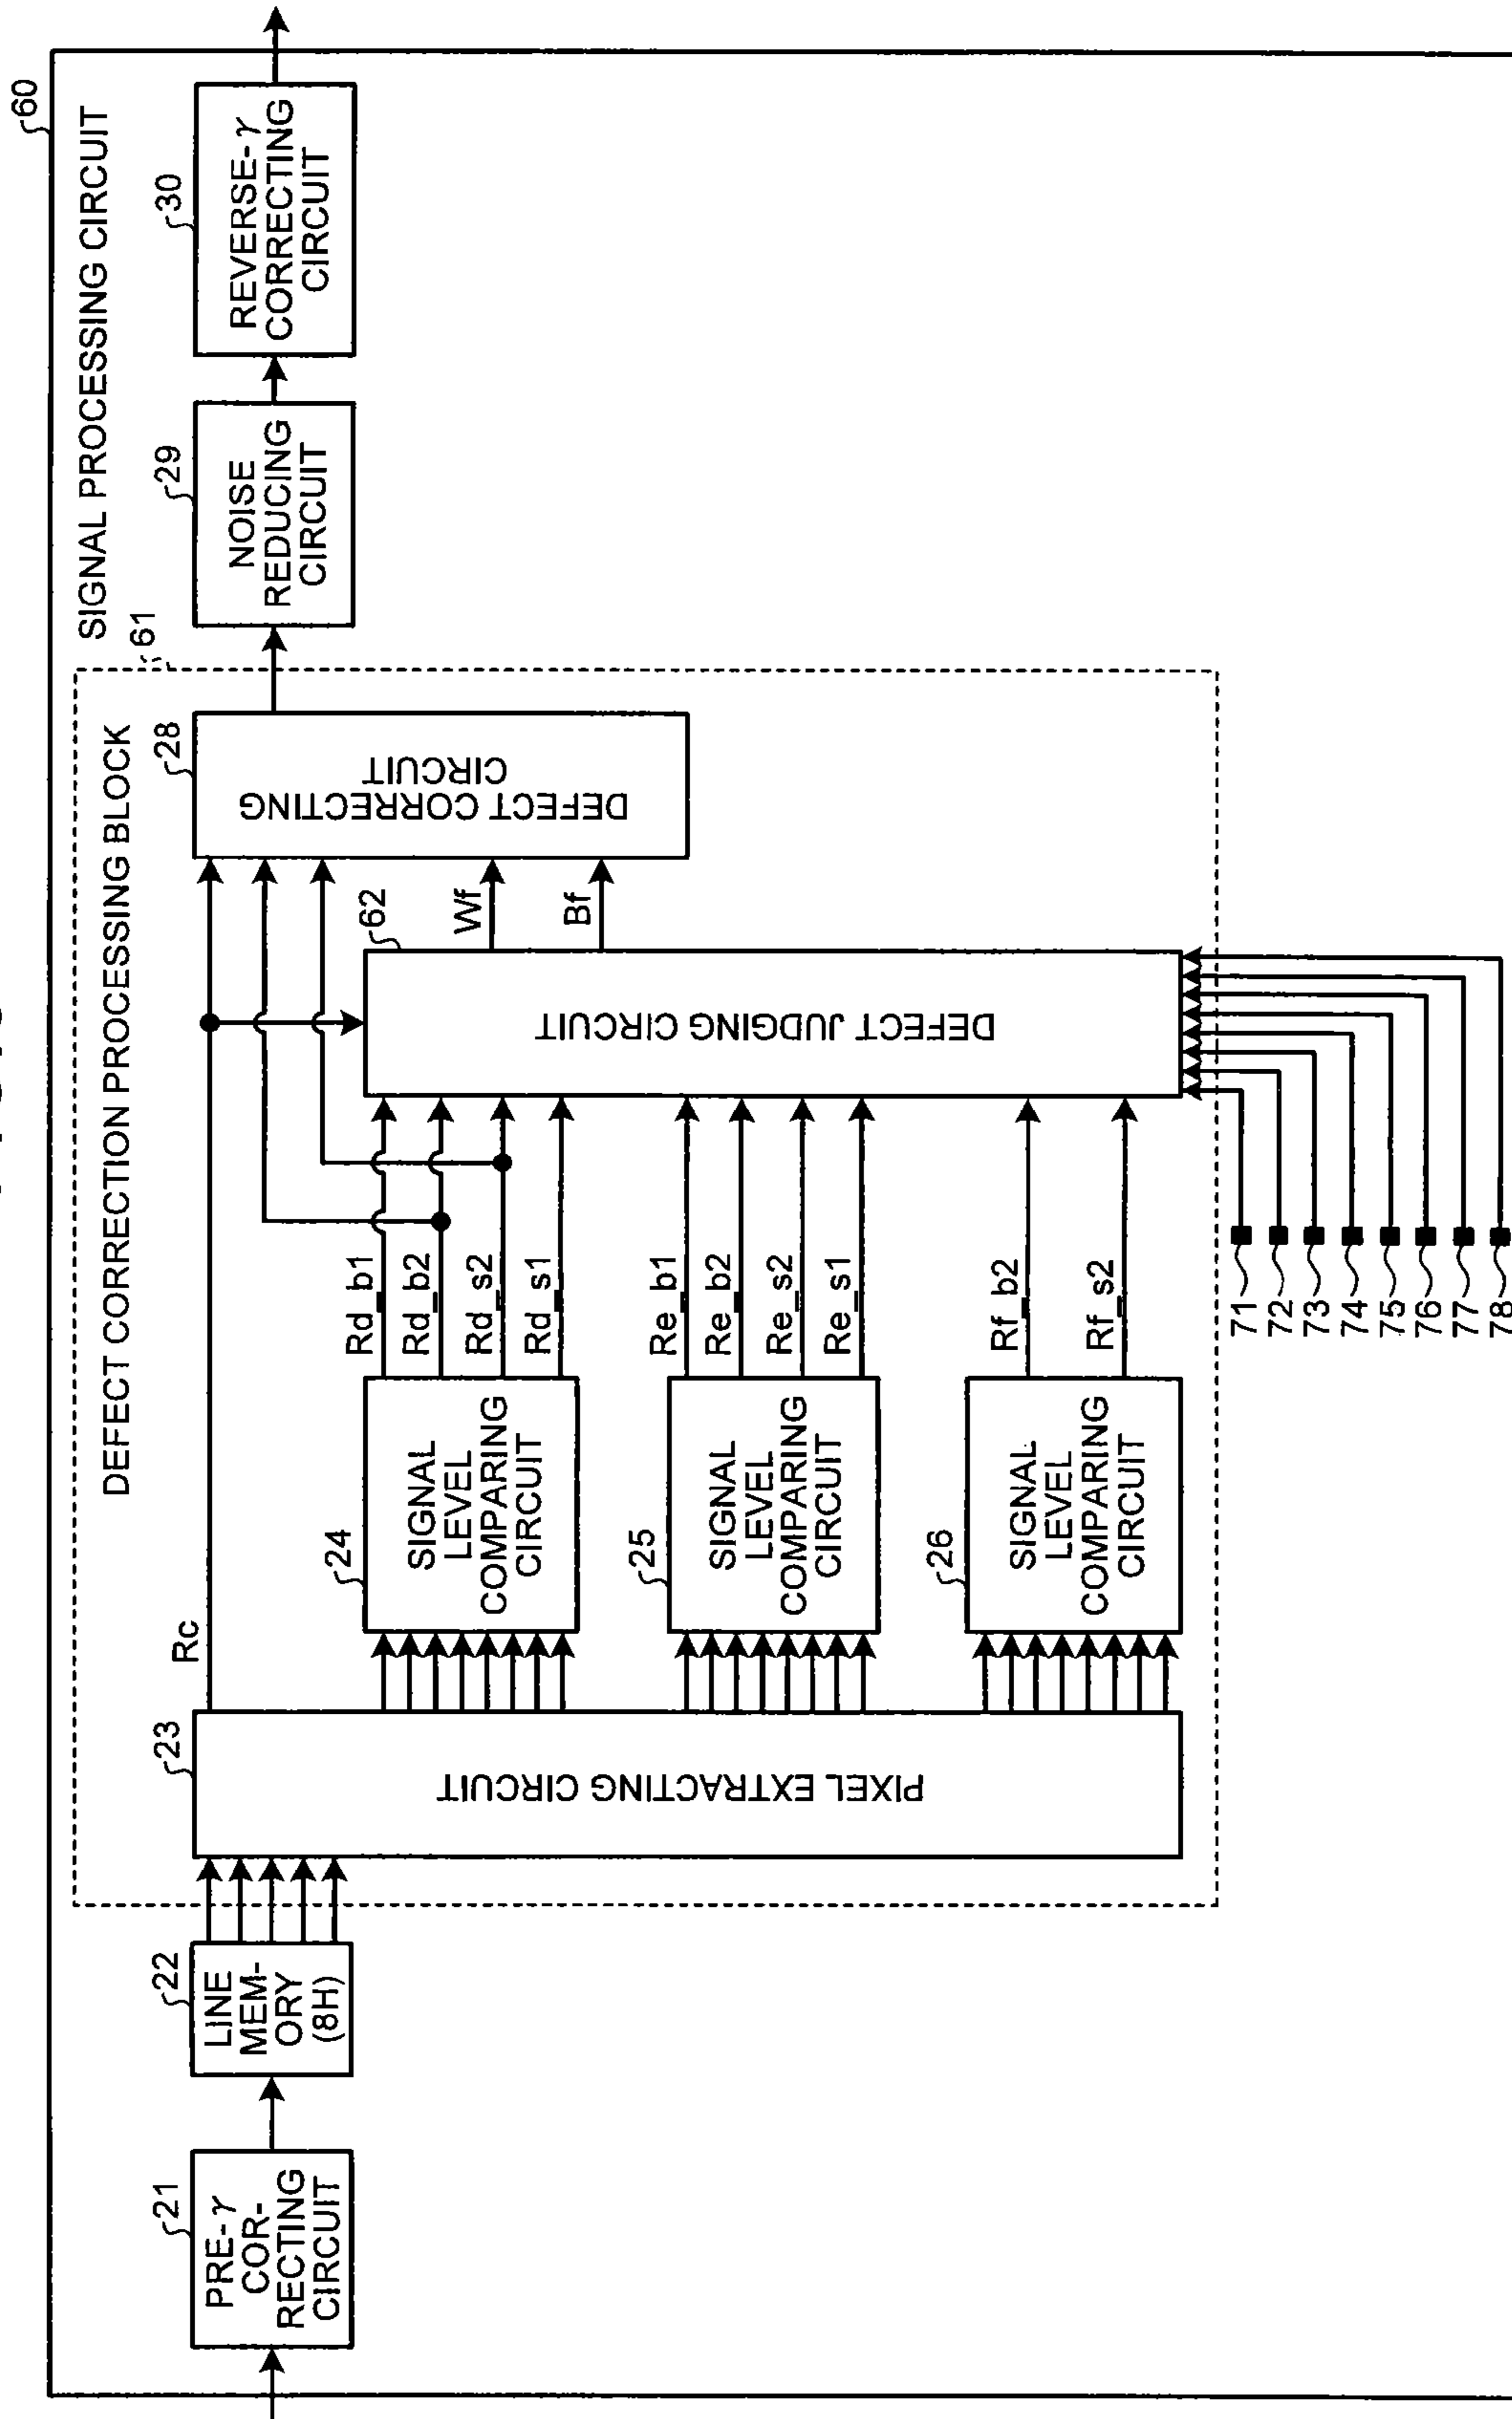 60
SIGNAL PROCESSING CIRCUIT
61
DEFECT CORRECTION PROCESSING BLOCK
21
PRE-γ
COR-
RECTING
CIRCUIT
22
LINE
MEM-
ORY
(8H)
23
PIXEL EXTRACTING CIRCUIT
Rc
24
SIGNAL
LEVEL
COMPARING
CIRCUIT
Rd_b1
Rd_b2
Rd_s2
Rd_s1
25
SIGNAL
LEVEL
COMPARING
CIRCUIT
Re_b1
Re_b2
Re_s2
Re_s1
26
SIGNAL
LEVEL
COMPARING
CIRCUIT
Rf_b2
Rf_s2
62
DEFECT JUDGING CIRCUIT
Wf
Bf
28
DEFECT CORRECTING
CIRCUIT
29
NOISE
REDUCING
CIRCUIT
30
REVERSE-γ
CORRECTING
CIRCUIT
71
72
73
74
75
76
77
78